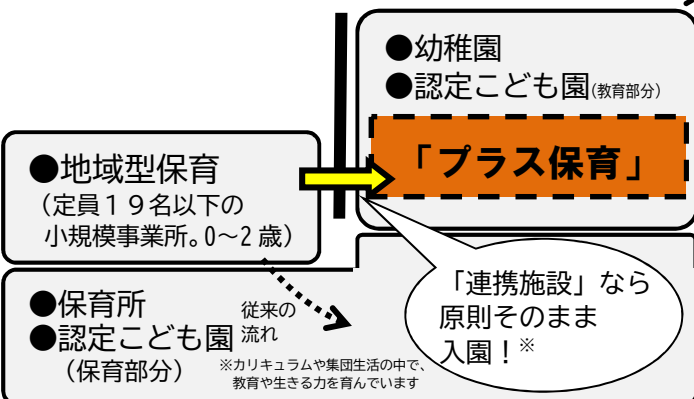 ●幼稚園
●認定こども園(教育部分)
「プラス保育」
●地域型保育
(定員19名以下の
小規模事業所。0~2歳)
「連携施設」なら
原則そのまま
入園!※
●保育所
●認定こども園
(保育部分)
従来の
流れ
※カリキュラムや集団生活の中で、
教育や生きる力を育んでいます